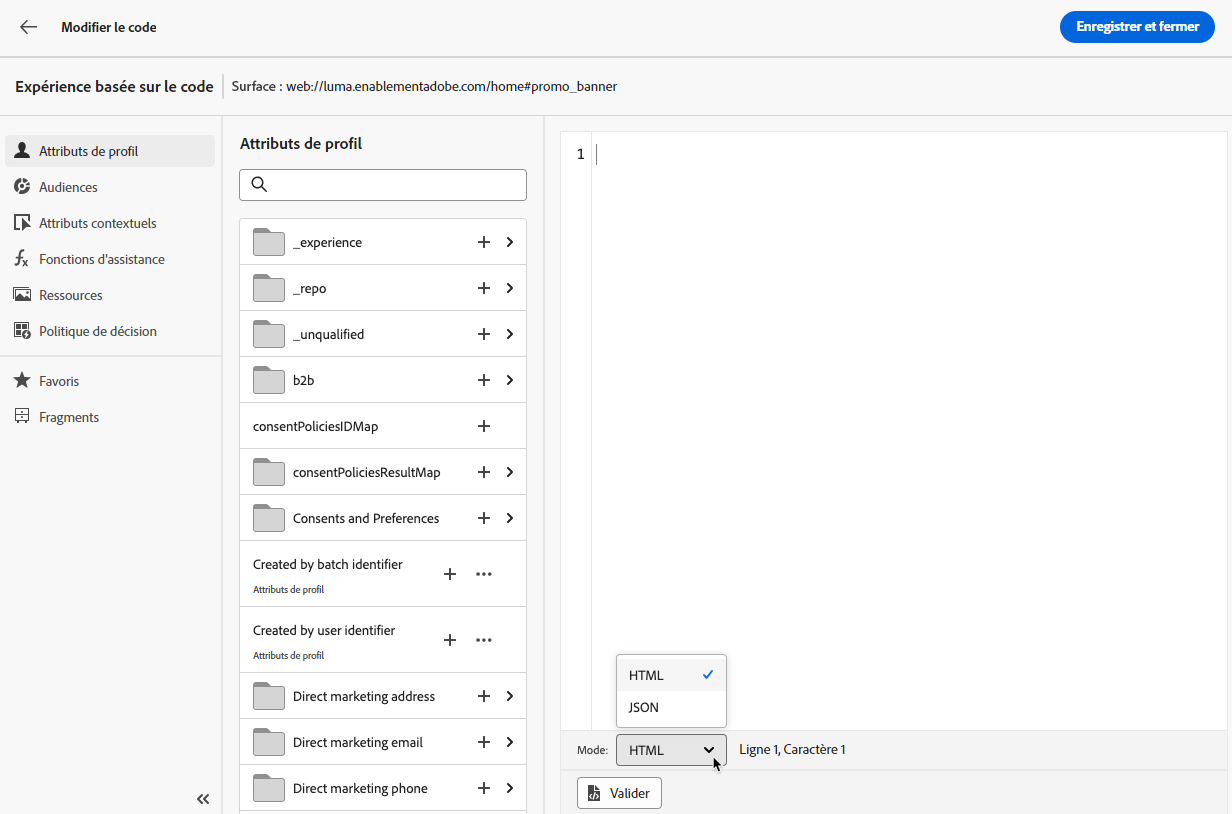 Modifier le code
Enregistrer et fermer
Expérience basée sur le code
Surface : web://luma.enablementadobe.com/home#promo_banner
Attributs de profil
Audiences
Attributs contextuels
Fonctions d'assistance
Ressources
Politique de décision
Favoris
Fragments
Attributs de profil
_experience
_repo
_unqualified
b2b
consentPoliciesIDMap
consentPoliciesResultMap
Consents and Preferences
Created by batch identifier
Attributs de profil
Created by user identifier
Attributs de profil
Direct marketing address
Direct marketing email
Direct marketing phone
1
HTML
JSON
Mode: HTML Ligne 1, Caractère 1
Valider